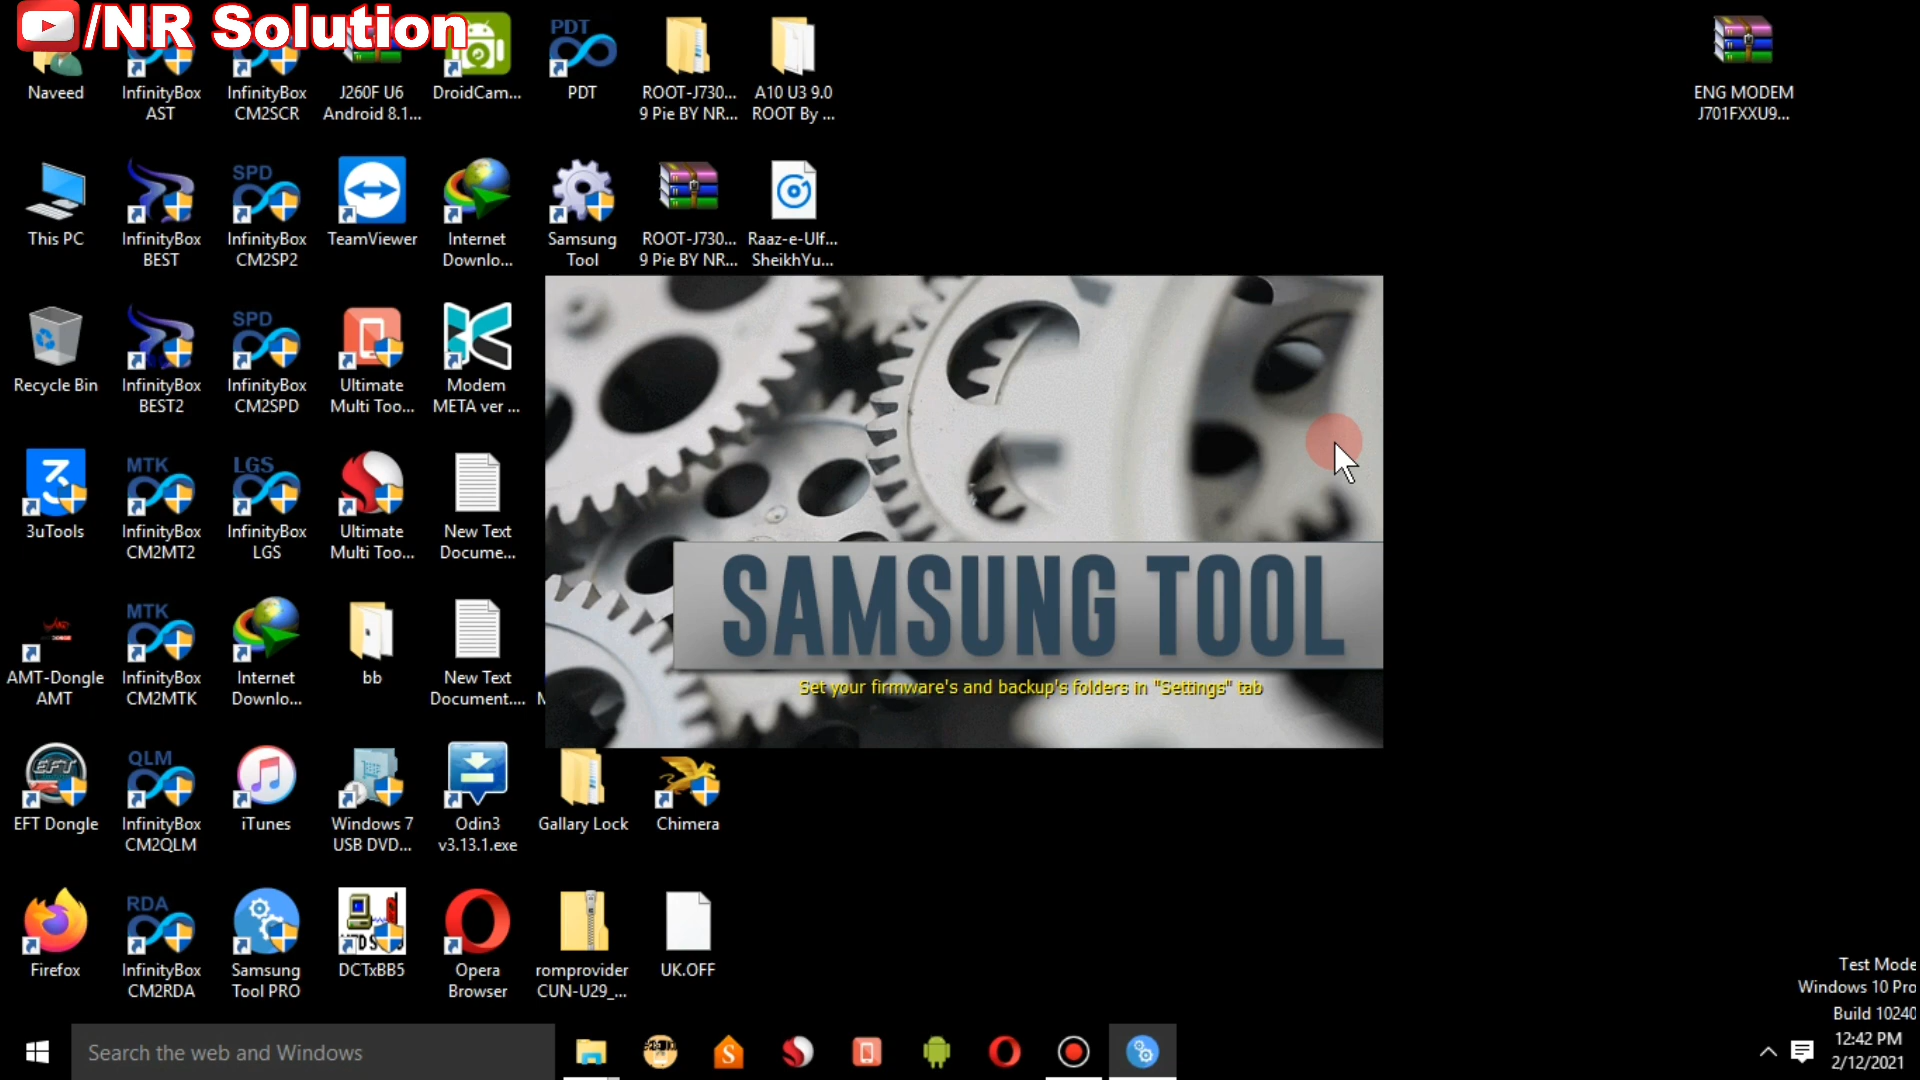 /NR Solution
Naveed
InfinityBox
AST
InfinityBox
CM2SCR
J260F U6
Android 8.1...
DroidCam...
PDT
PDT
ROOT-J730...
9 Pie BY NR...
A10 U3 9.0
ROOT By ...
ENG MODEM
J701FXXU9...
This PC
InfinityBox
BEST
SPD
InfinityBox
CM2SP2
TeamViewer
Internet
Downlo...
Samsung
Tool
ROOT-J730...
9 Pie BY NR...
Raaz-e-Ulf...
SheikhYu...
Recycle Bin
InfinityBox
BEST2
SPD
InfinityBox
CM2SPD
Ultimate
Multi Too...
Modem
META ver ...
3uTools
MTK
InfinityBox
CM2MT2
LGS
InfinityBox
LGS
Ultimate
Multi Too...
New Text
Docume...
SAMSUNG TOOL
Set your firmware's and backup's folders in "Settings" tab
AMT-Dongle
AMT
MTK
InfinityBox
CM2MTK
Internet
Downlo...
bb
New Text
Document....
EFT
EFT Dongle
QLM
InfinityBox
CM2QLM
iTunes
Windows 7
USB DVD...
Odin3
v3.13.1.exe
Gallary Lock
Chimera
Firefox
RDA
InfinityBox
CM2RDA
Samsung
Tool PRO
DCTxBB5
Opera
Browser
romprovider
CUN-U29_...
UK.OFF
Test Mode
Windows 10 Pro
Build 10240
Search the web and Windows
12:42 PM
2/12/2021